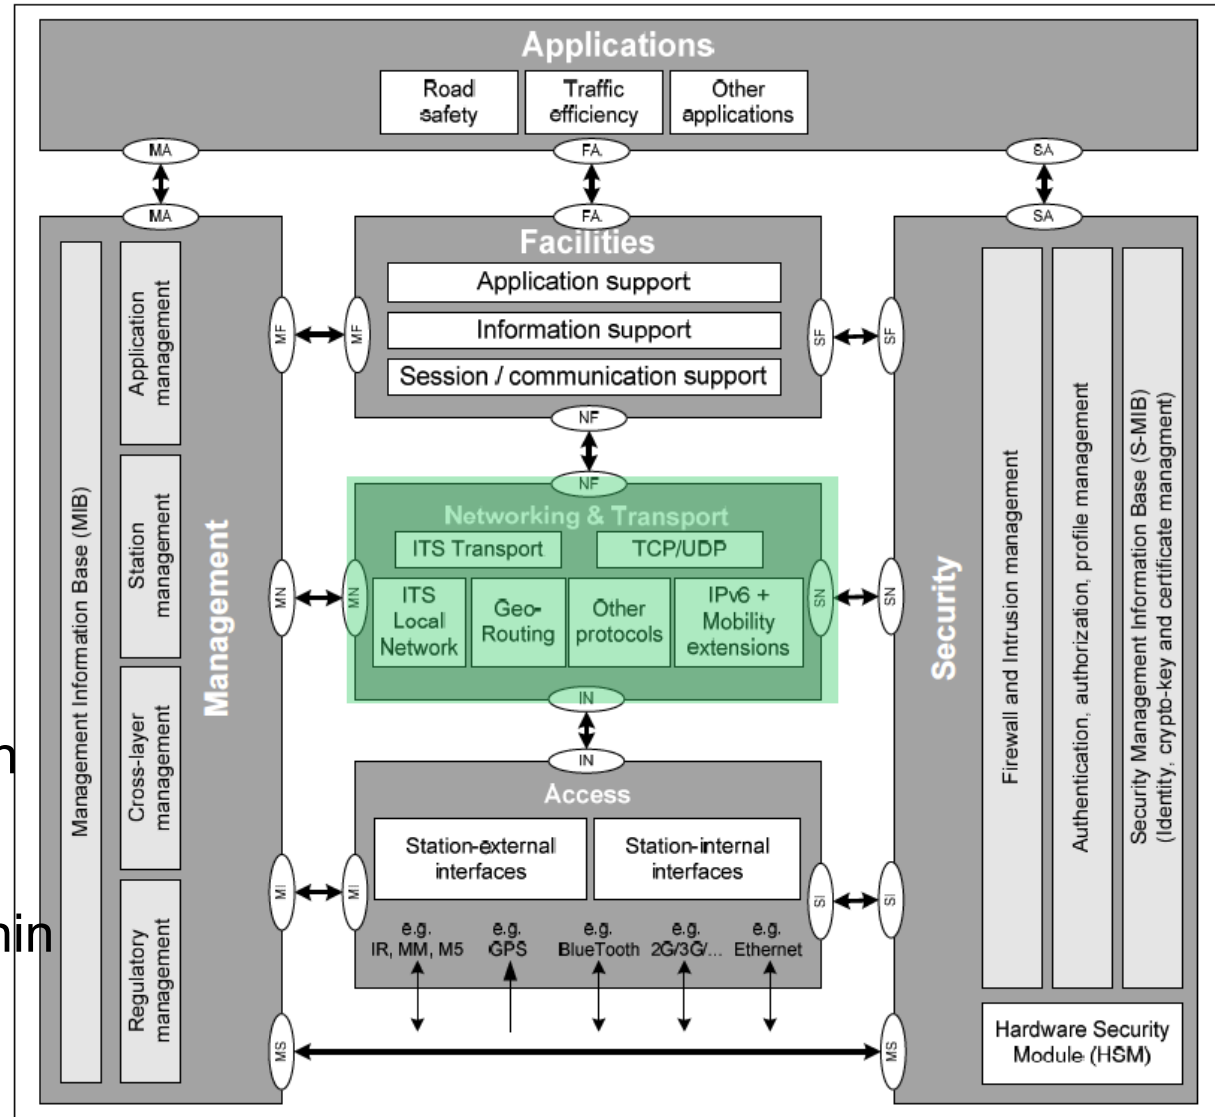 Applications
Road
safety
Traffic
efficiency
Other
applications
MA
FA
SA
MA
FA
SA
Management
Management Information Base (MIB)
Application
management
Station
management
Cross-layer
management
Regulatory
management
MF
MF
MN
MN
MI
MI
MS
Facilities
Application support
Information support
Session / communication support
NF
NF
Networking & Transport
ITS Transport
TCP/UDP
ITS
Local
Network
Geo-
Routing
Other
protocols
IPv6 +
Mobility
extensions
IN
IN
Access
Station-external
interfaces
Station-internal
interfaces
e.g.
IR, MM, M5
e.g.
GPS
e.g.
BlueTooth
e.g.
2G/3G/...
e.g.
Ethernet
SF
SF
SN
SN
SI
SI
MS
Security
Firewall and Intrusion management
Authentication, authorization, profile management
Security Management Information Base (S-MIB)
(Identity, crypto-key and certificate managment)
Hardware Security
Module (HSM)